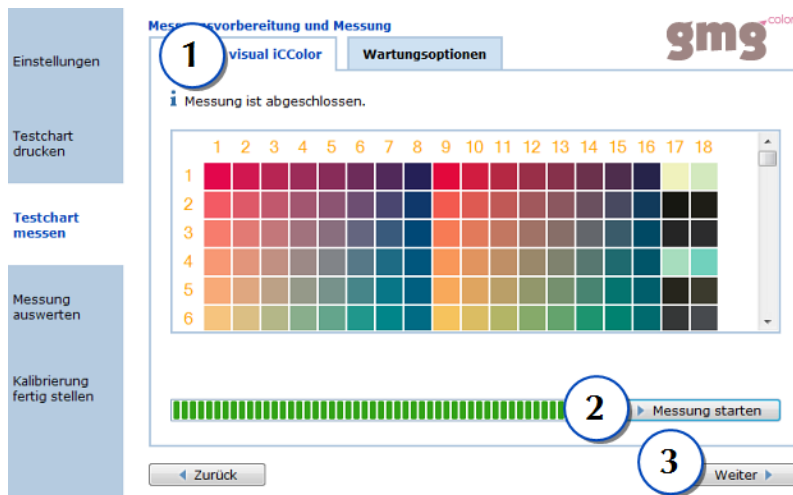 Einstellungen
Testchart
drucken
Testchart
messen
Messung
auswerten
Kalibrierung
fertig stellen
gmg color
1
visual iCColor
Wartungsoptionen
i Messung ist abgeschlossen.
1 2 3 4 5 6 7 8 9 10 11 12 13 14 15 16 17 18
1
2
3
4
5
6
2
Messung starten
3
Zurück
Weiter